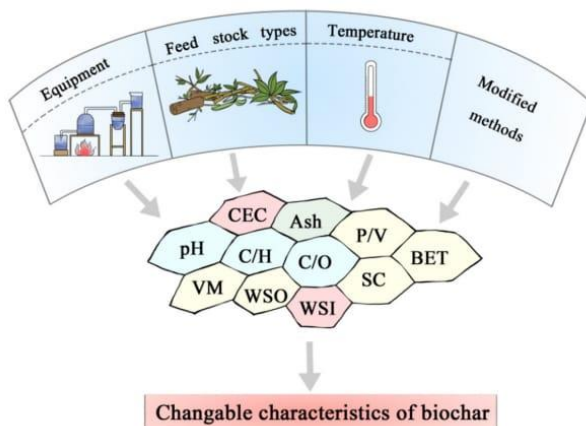 Equipment
Feed stock types
Temperature
Modified
methods
CEC
Ash
P/V
pH
C/H
C/O
BET
VM
WSO
WSI
SC
Changable characteristics of biochar